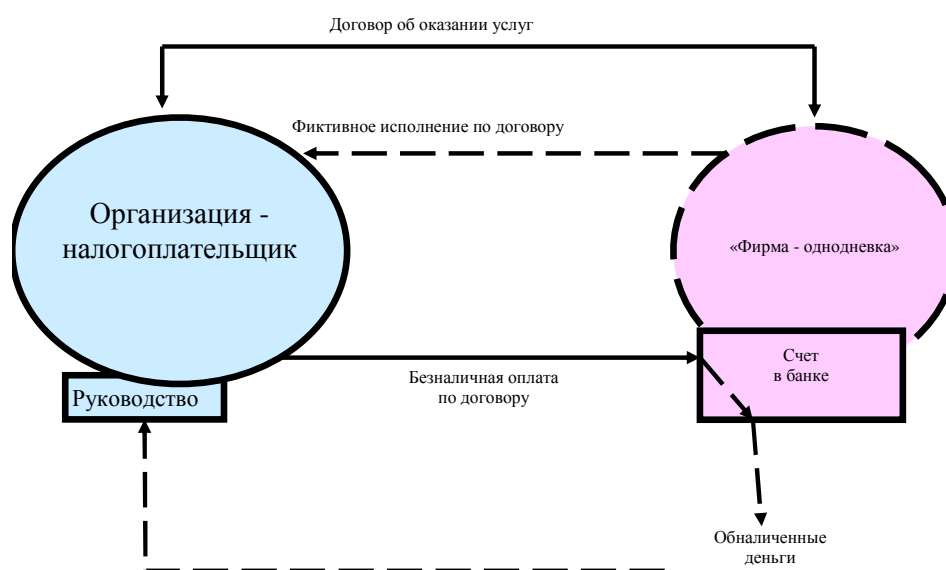 Договор об оказании услуг
Фиктивное исполнение по договору
Организация -
налогоплательщик
«Фирма - однодневка»
Счет
в банке
Безналичная оплата
по договору
Руководство
Обналиченные
деньги